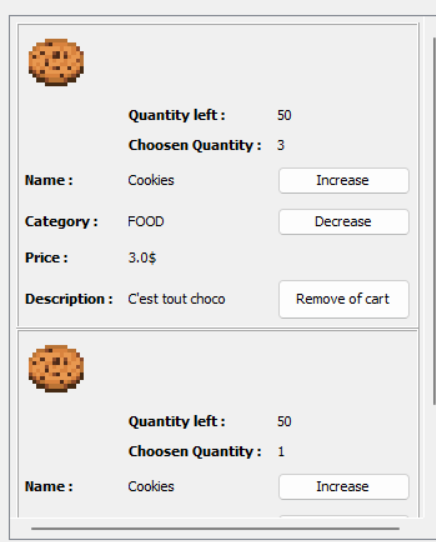 Quantity left : 50
Choosen Quantity : 3
Name : Cookies Increase
Category : FOOD Decrease
Price : 3.0$
Description : C'est tout choco Remove of cart
Quantity left : 50
Choosen Quantity : 1
Name : Cookies Increase